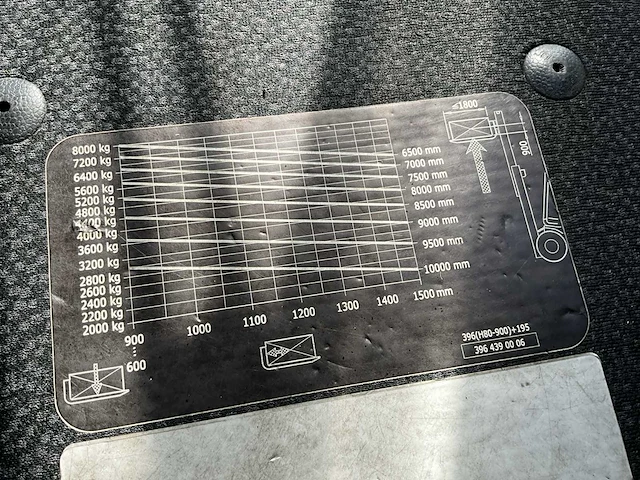 8000 kg
7200 kg
6400 kg
5600 kg
5200 kg
4800 kg
4400 kg
4000 kg
3600 kg
3200 kg
2800 kg
2600 kg
2400 kg
2200 kg
2000 kg
6500 mm
7000 mm
7500 mm
8000 mm
8500 mm
9000 mm
9500 mm
10000 mm
900 1000 1100 1200 1300 1400 1500 mm
...
600
≤1800
900
396(H80-900)+195
396 439 00 06